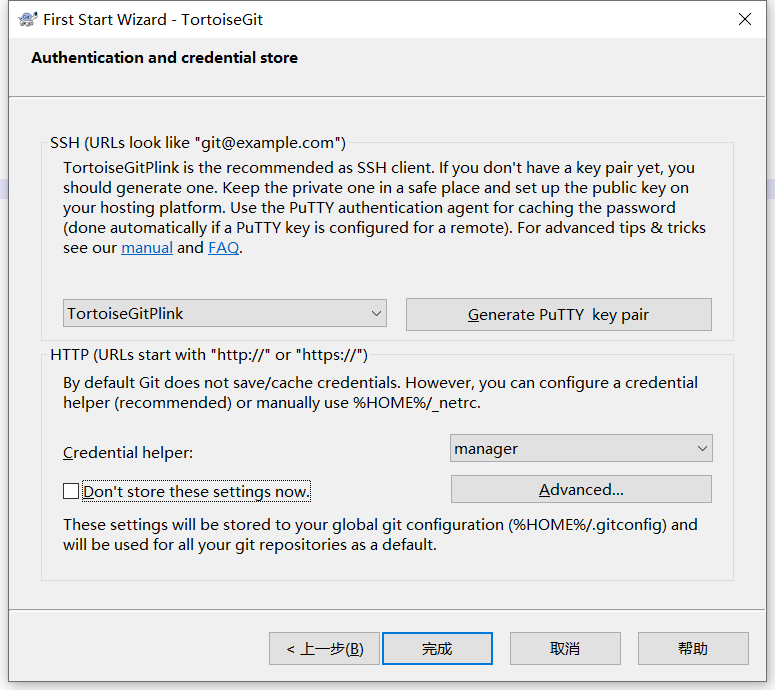 First Start Wizard - TortoiseGit
Authentication and credential store
SSH (URLs look like "git@example.com")
TortoiseGitPlink is the recommended as SSH client. If you don't have a key pair yet, you
should generate one. Keep the private one in a safe place and set up the public key on
your hosting platform. Use the PuTTY authentication agent for caching the password
(done automatically if a PuTTY key is configured for a remote). For advanced tips & tricks
see our manual and FAQ.
TortoiseGitPlink
Generate PuTTY  key pair
HTTP (URLs start with "http://" or "https://")
By default Git does not save/cache credentials. However, you can configure a credential
helper (recommended) or manually use %HOME%/_netrc.
Credential helper:
manager
Don't store these settings now.
Advanced...
These settings will be stored to your global git configuration (%HOME%/.gitconfig) and
will be used for all your git repositories as a default.
< 上一步(B)
完成
取消
帮助